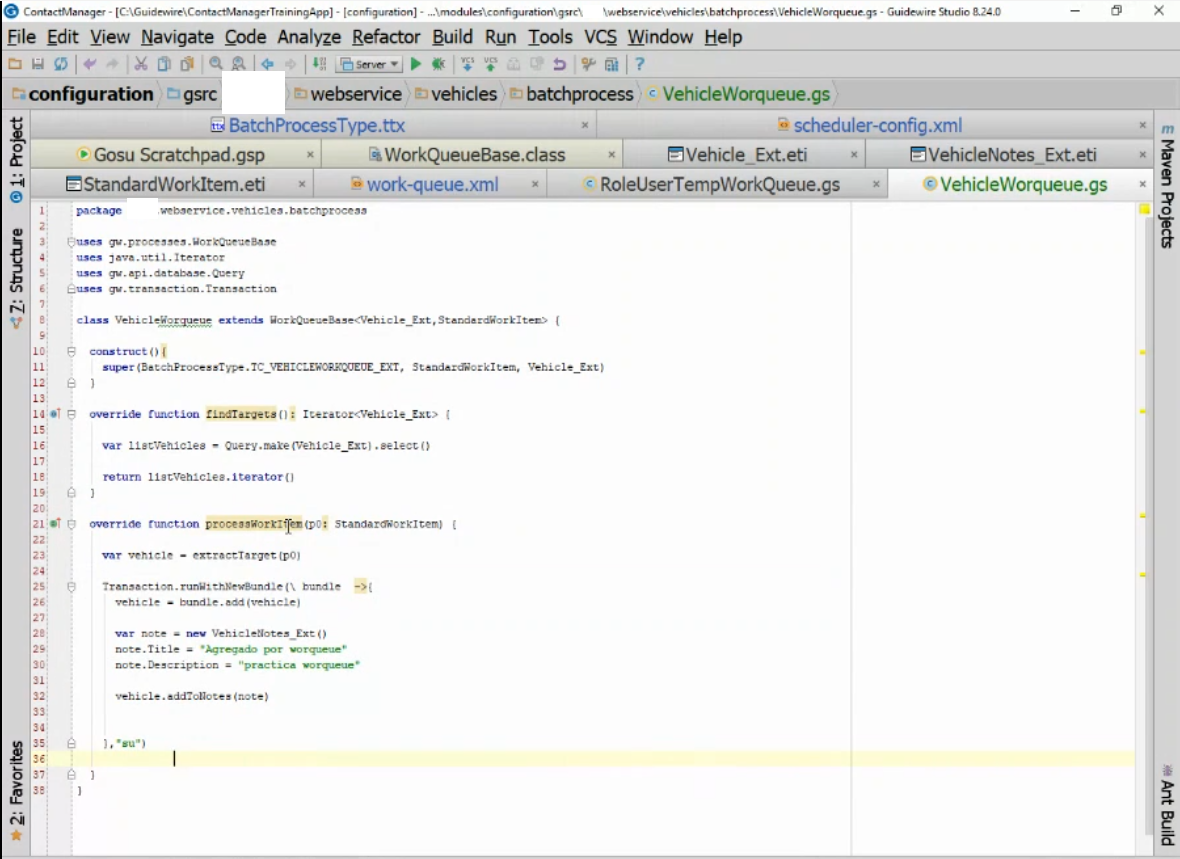 ContactManager - [C:\Guidewire\ContactManagerTrainingApp] - [configuration] - ...\modules\configuration\gsrc\ \webservice\vehicles\batchprocess\VehicleWorqueue.gs - Guidewire Studio 8.24.0
File Edit View Navigate Code Analyze Refactor Build Run Tools VCS Window Help
Server
configuration gsrc webservice vehicles batchprocess VehicleWorqueue.gs
BatchProcessType.ttx scheduler-config.xml
Gosu Scratchpad.gsp WorkQueueBase.class Vehicle_Ext.eti VehicleNotes_Ext.eti
StandardWorkItem.eti work-queue.xml RoleUserTempWorkQueue.gs VehicleWorqueue.gs
1: Project
Z: Structure
2: Favorites
Maven Projects
Ant Build
1 package .webservice.vehicles.batchprocess
2
3 uses gw.processes.WorkQueueBase
4 uses java.util.Iterator
5 uses gw.api.database.Query
6 uses gw.transaction.Transaction
7
8 class VehicleWorqueue extends WorkQueueBase<Vehicle_Ext,StandardWorkItem> {
9
10 construct(){
11 super(BatchProcessType.TC_VEHICLEWORKQUEUE_EXT, StandardWorkItem, Vehicle_Ext)
12 }
13
14 override function findTargets(): Iterator<Vehicle_Ext> {
15
16 var listVehicles = Query.make(Vehicle_Ext).select()
17
18 return listVehicles.iterator()
19 }
20
21 override function processWorkItem(p0: StandardWorkItem) {
22
23 var vehicle = extractTarget(p0)
24
25 Transaction.runWithNewBundle(\ bundle ->{
26 vehicle = bundle.add(vehicle)
27
28 var note = new VehicleNotes_Ext()
29 note.Title = "Agregado por worqueue"
30 note.Description = "practica worqueue"
31
32 vehicle.addToNotes(note)
33
34
35 },"su")
36
37 }
38 }